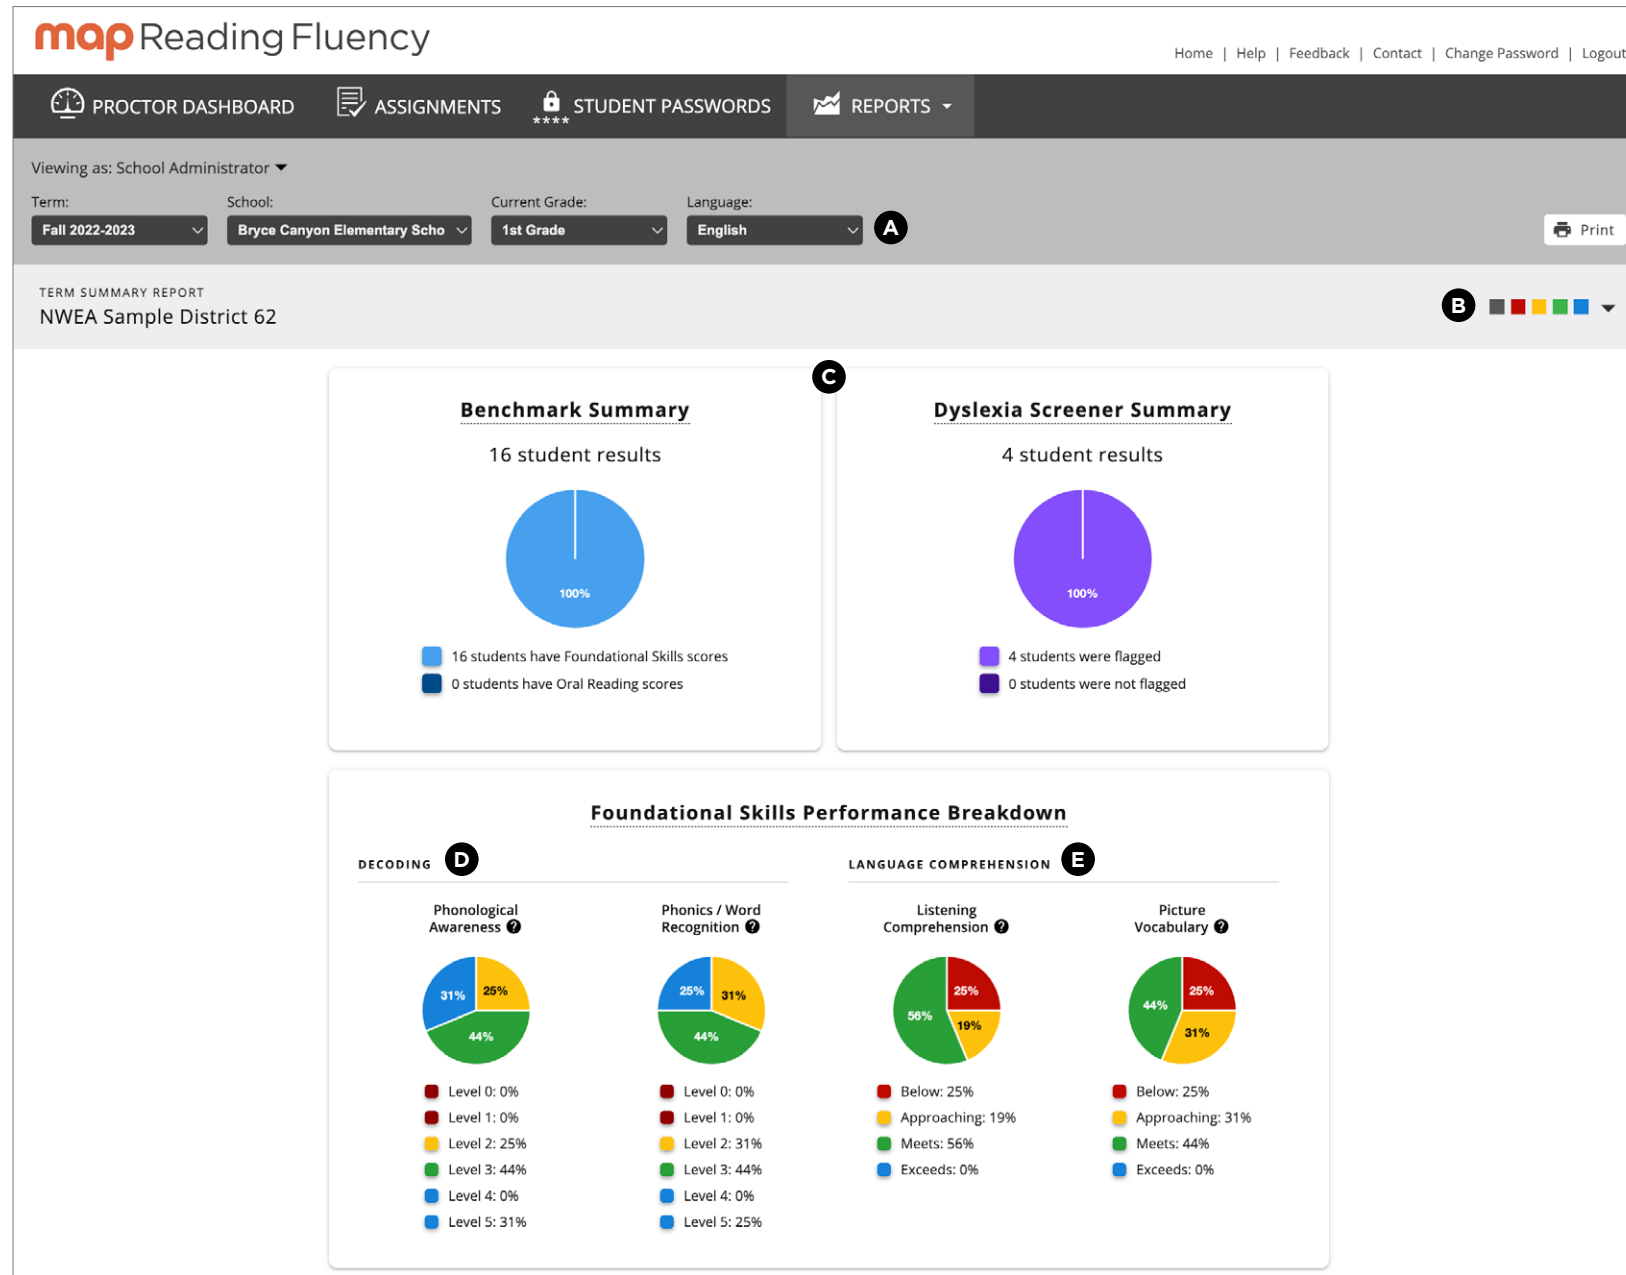 map Reading Fluency
Home | Help | Feedback | Contact | Change Password | Logout
PROCTOR DASHBOARD ASSIGNMENTS **** STUDENT PASSWORDS REPORTS
Viewing as: School Administrator
Term: School: Current Grade: Language:
Fall 2022-2023 Bryce Canyon Elementary Scho 1st Grade English A
Print
TERM SUMMARY REPORT
NWEA Sample District 62
B
C
Benchmark Summary
16 student results
100%
16 students have Foundational Skills scores
0 students have Oral Reading scores
Dyslexia Screener Summary
4 student results
100%
4 students were flagged
0 students were not flagged
Foundational Skills Performance Breakdown
DECODING D
Phonological
Awareness ?
31% 25%
44%
Level 0: 0%
Level 1: 0%
Level 2: 25%
Level 3: 44%
Level 4: 0%
Level 5: 31%
Phonics / Word
Recognition ?
25% 31%
44%
Level 0: 0%
Level 1: 0%
Level 2: 31%
Level 3: 44%
Level 4: 0%
Level 5: 25%
LANGUAGE COMPREHENSION E
Listening
Comprehension ?
25%
56%
19%
Below: 25%
Approaching: 19%
Meets: 56%
Exceeds: 0%
Picture
Vocabulary ?
44% 25%
31%
Below: 25%
Approaching: 31%
Meets: 44%
Exceeds: 0%